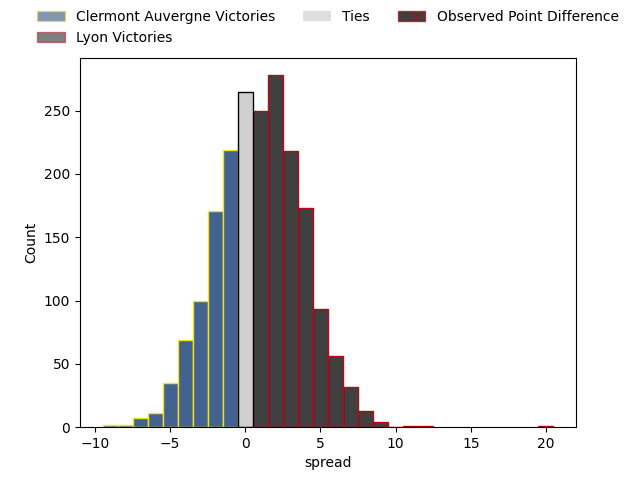 Clermont Auvergne Victories Ties Observed Point Difference
Lyon Victories
250
200
150
100
50
0
−10 −5 0 5 10 15 20
Count
spread